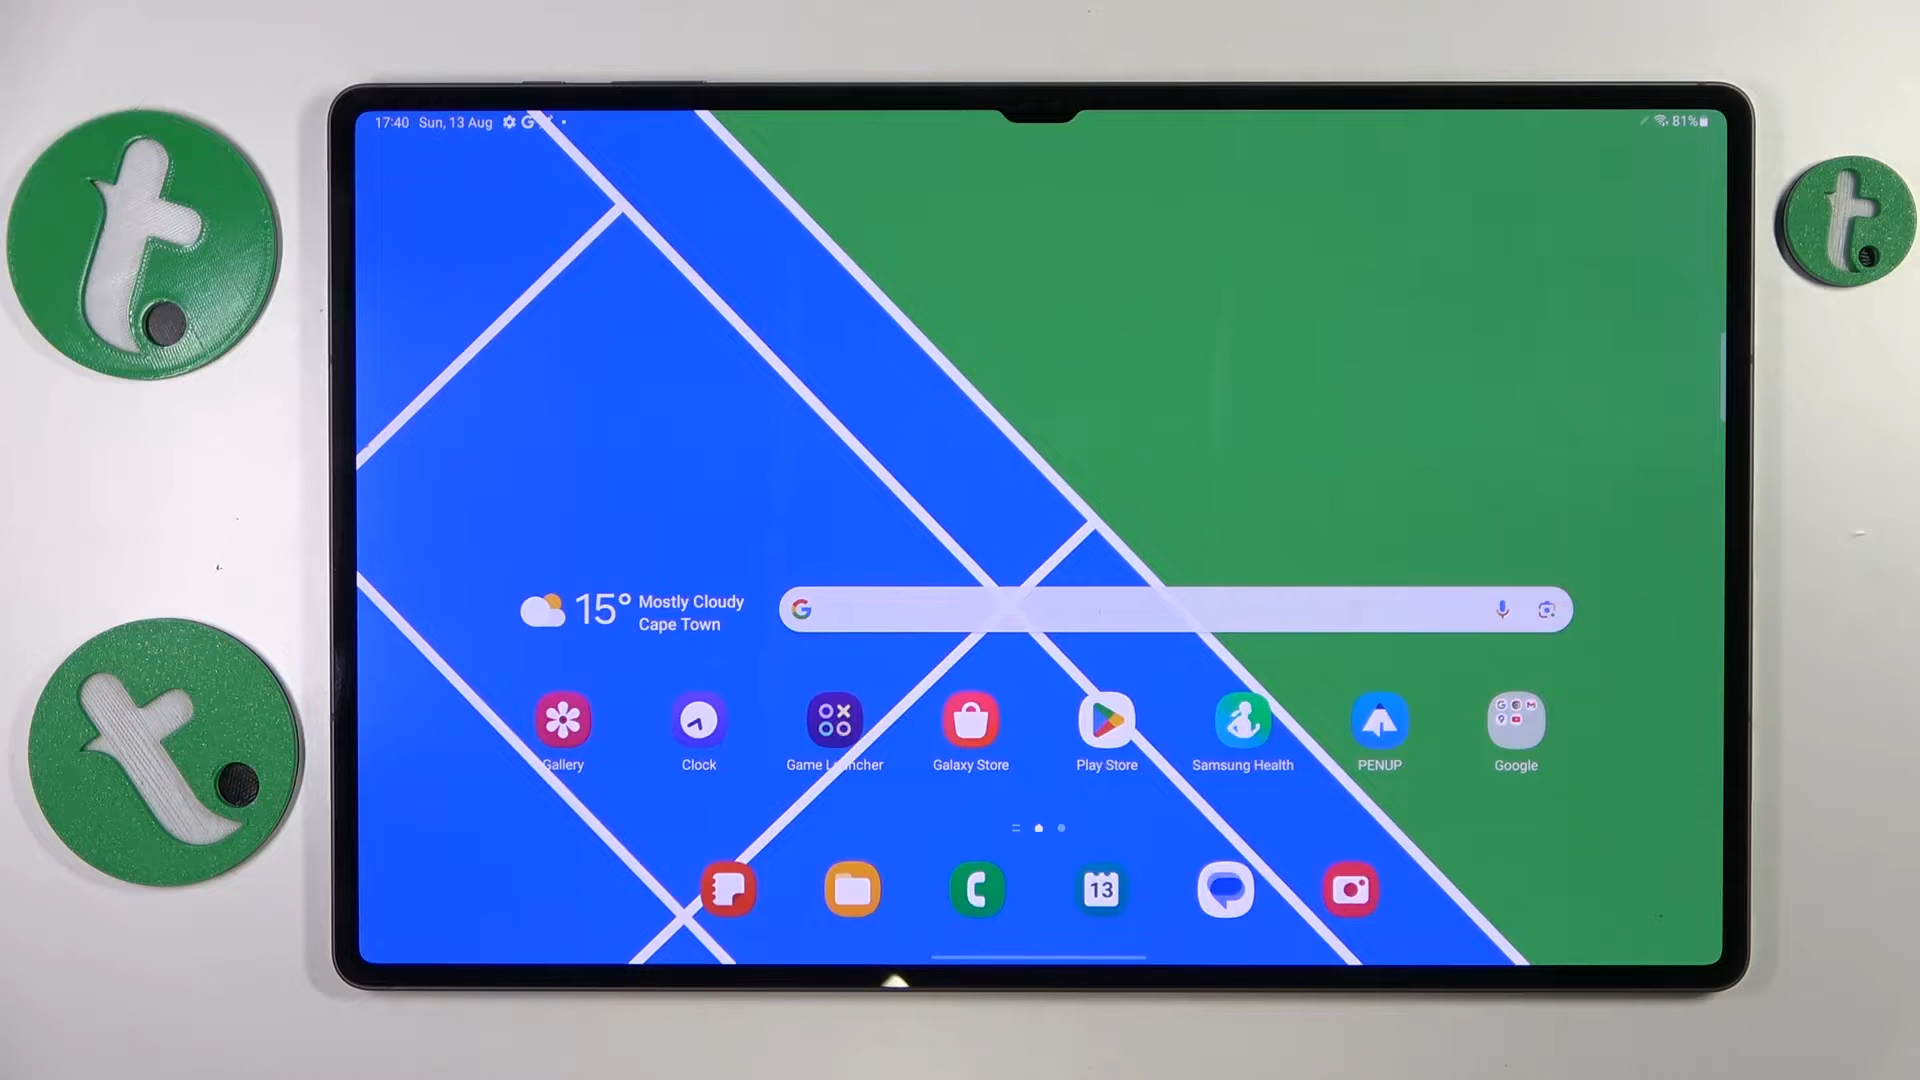 17:40 Sun, 13 Aug G
81%
15° Mostly Cloudy
Cape Town
G
Gallery
Clock
Game Launcher
Galaxy Store
Play Store
Samsung Health
PENUP
Google
13
t
t
t